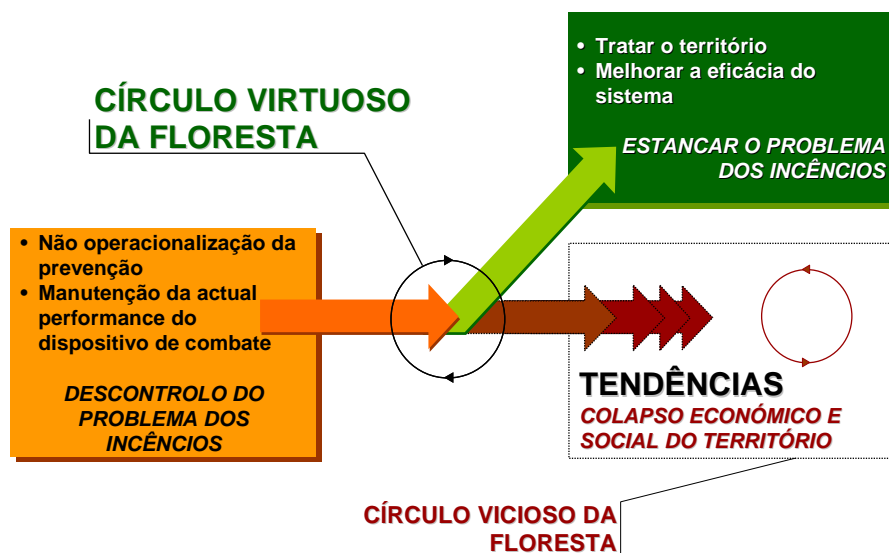 • Tratar o território
• Melhorar a eficácia do
sistema
ESTANCAR O PROBLEMA
DOS INCÊNCIOS
CÍRCULO VIRTUOSO
DA FLORESTA
• Não operacionalização da
prevenção
• Manutenção da actual
performance do
dispositivo de combate
DESCONTROLO DO
PROBLEMA DOS
INCÊNCIOS
TENDÊNCIAS
COLAPSO ECONÓMICO E
SOCIAL DO TERRITÓRIO
CÍRCULO VICIOSO DA
FLORESTA